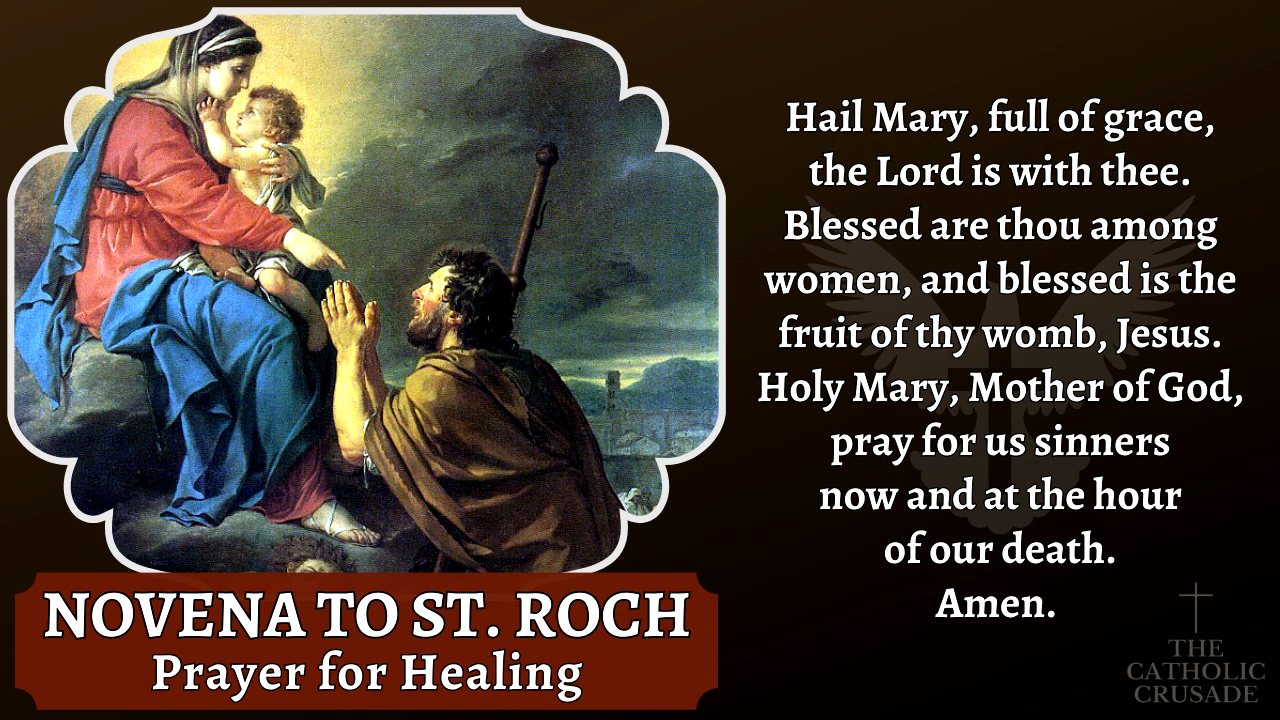 Hail Mary, full of grace,
the Lord is with thee.
Blessed are thou among
women, and blessed is the
fruit of thy womb, Jesus.
Holy Mary, Mother of God,
pray for us sinners
now and at the hour
of our death.
Amen.
NOVENA TO ST. ROCH
Prayer for Healing
THE
CATHOLIC
CRUSADE